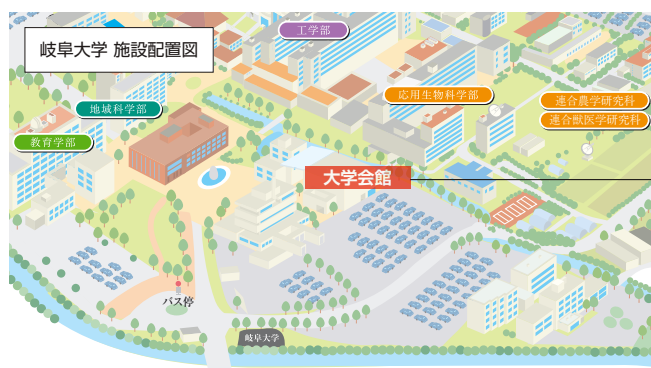 岐阜大学 施設配置図
工学部
応用生物科学部
連合農学研究科
連合獣医学研究科
地域科学部
教育学部
大学会館
バス停
岐阜大学